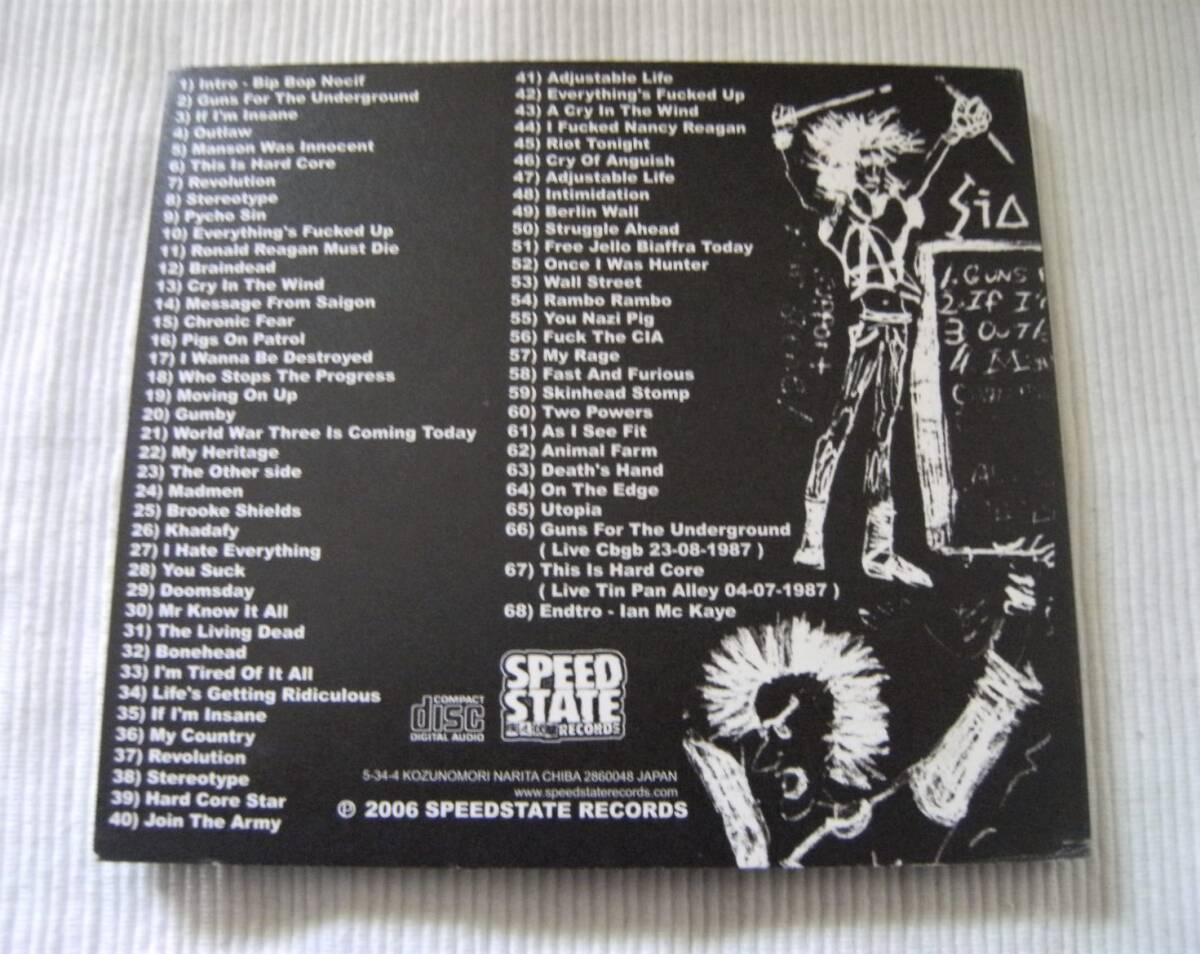 1) Intro - Bip Bop Nocif
2) Guns For The Underground
3) If I'm Insane
4) Outlaw
5) Manson Was Innocent
6) This Is Hard Core
7) Revolution
8) Stereotype
9) Pycho Sin
10) Everything's Fucked Up
11) Ronald Reagan Must Die
12) Braindead
13) Cry In The Wind
14) Message From Saigon
15) Chronic Fear
16) Pigs On Patrol
17) I Wanna Be Destroyed
18) Who Stops The Progress
19) Moving On Up
20) Gumby
21) World War Three Is Coming Today
22) My Heritage
23) The Other side
24) Madmen
25) Brooke Shields
26) Khadafy
27) I Hate Everything
28) You Suck
29) Doomsday
30) Mr Know It All
31) The Living Dead
32) Bonehead
33) I'm Tired Of It All
34) Life's Getting Ridiculous
35) If I'm Insane
36) My Country
37) Revolution
38) Stereotype
39) Hard Core Star
40) Join The Army
41) Adjustable Life
42) Everything's Fucked Up
43) A Cry In The Wind
44) I Fucked Nancy Reagan
45) Riot Tonight
46) Cry Of Anguish
47) Adjustable Life
48) Intimidation
49) Berlin Wall
50) Struggle Ahead
51) Free Jello Biaffra Today
52) Once I Was Hunter
53) Wall Street
54) Rambo Rambo
55) You Nazi Pig
56) Fuck The CIA
57) My Rage
58) Fast And Furious
59) Skinhead Stomp
60) Two Powers
61) As I See Fit
62) Animal Farm
63) Death's Hand
64) On The Edge
65) Utopia
66) Guns For The Underground
( Live Cbgb 23-08-1987 )
67) This Is Hard Core
( Live Tin Pan Alley 04-07-1987 )
68) Endtro - Ian Mc Kaye
COMPACT
disc
DIGITAL AUDIO
SPEED
STATE
RECORDS
5-34-4 KOZUNOMORI NARITA CHIBA 2860048 JAPAN
www.speedstaterecords.com
℗ 2006 SPEEDSTATE RECORDS
SiA
1. GUNS
2. If I'
3. OUT
4.